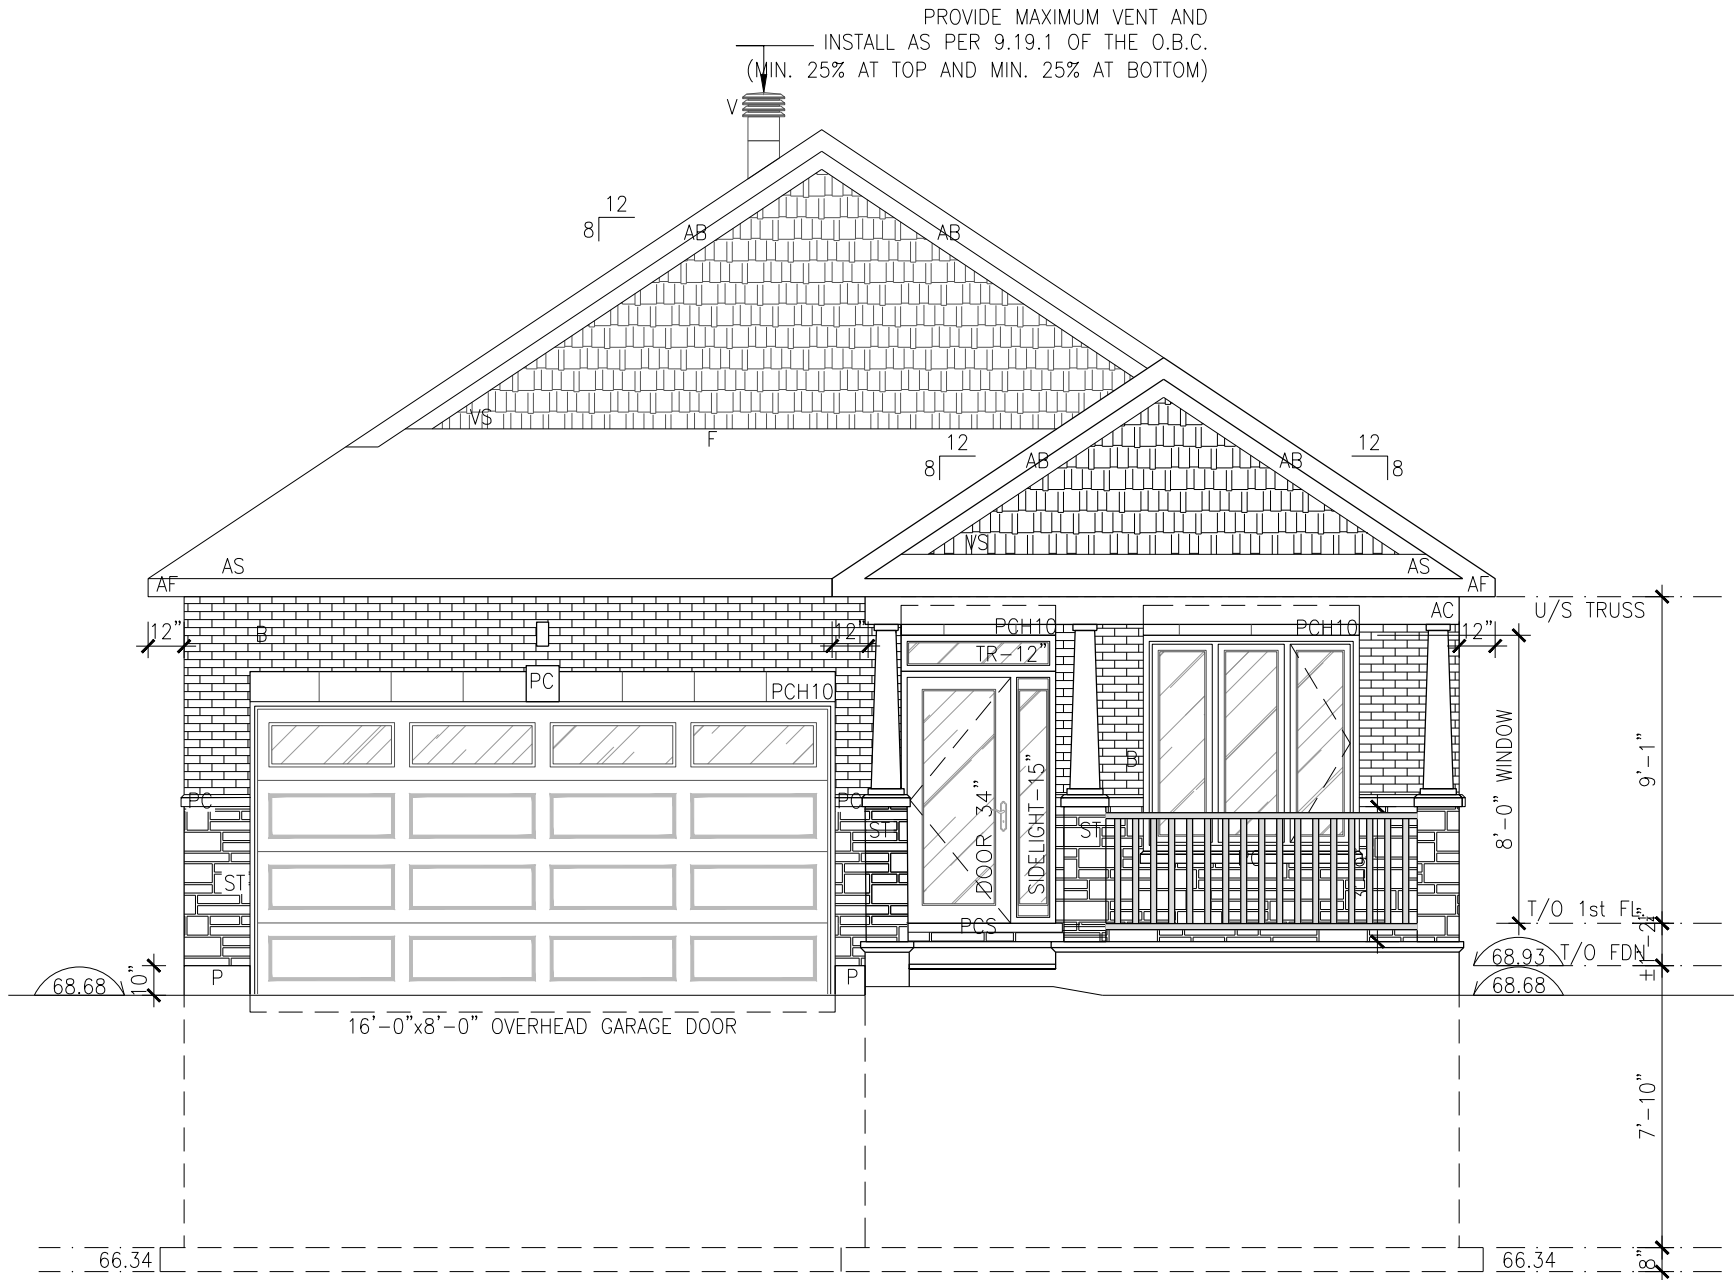 PROVIDE MAXIMUM VENT AND
INSTALL AS PER 9.19.1 OF THE O.B.C.
(MIN. 25% AT TOP AND MIN. 25% AT BOTTOM)
V
12
8
AB
AB
VS
F
12
8
AB
AB
12
8
VS
AS
AF
AS
AF
AC
U/S TRUSS
12"
B
12"
PCH10
PCH10
12"
TR-12"
PC
PCH10
8'-0" WINDOW
9'-1"
B
PC
PC
ST
ST
DOOR 34"
SIDELIGHT-15"
PC
ST
PCS
T/O 1st FL
T/O FDN
68.93
68.68
68.68
10"
P
P
16'-0"x8'-0" OVERHEAD GARAGE DOOR
7'-10"
66.34
66.34
8"